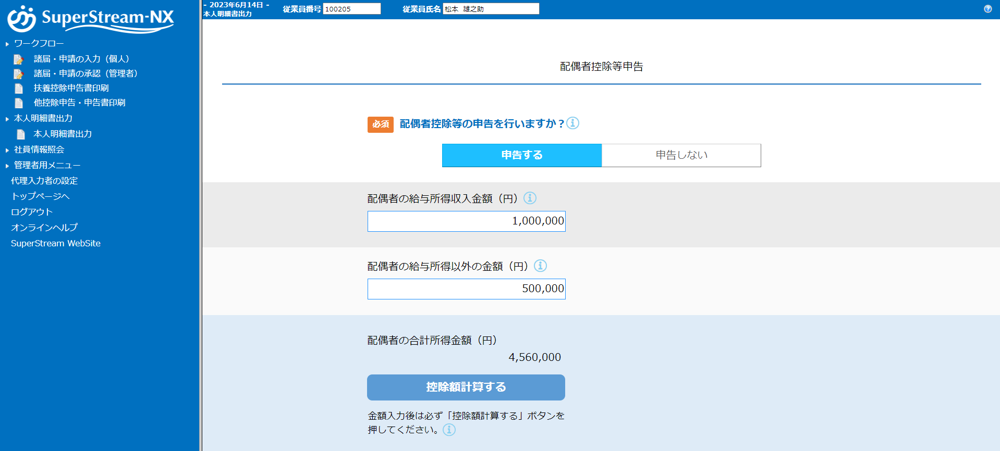 SuperStream-NX
ワークフロー
諸届・申請の入力（個人）
諸届・申請の承認（管理者）
扶養控除申告書印刷
他控除申告・申告書印刷
本人明細書出力
本人明細書出力
社員情報照会
管理者用メニュー
代理入力者の設定
トップページへ
ログアウト
オンラインヘルプ
SuperStream WebSite
- 2023年6月14日 -
本人明細書出力
従業員番号 100205 従業員氏名 松本 雄之助
配偶者控除等申告
必須 配偶者控除等の申告を行いますか？
申告する 申告しない
配偶者の給与所得収入金額（円）
1,000,000
配偶者の給与所得以外の金額（円）
500,000
配偶者の合計所得金額（円）
4,560,000
控除額計算する
金額入力後は必ず「控除額計算する」ボタンを
押してください。